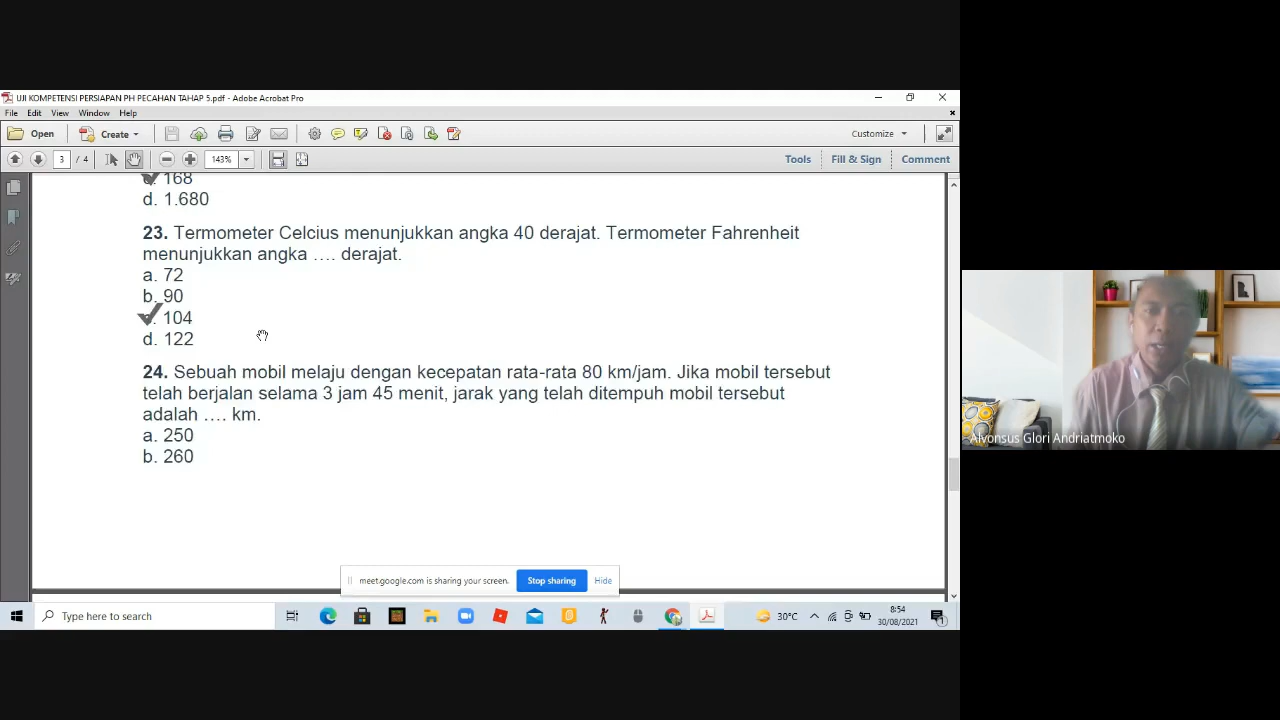 UJI KOMPETENSI PERSIAPAN PH PECAHAN TAHAP 5.pdf - Adobe Acrobat Pro
File Edit View Window Help
Open Create Customize
3 / 4 143% Tools Fill & Sign Comment
168
d. 1.680
23. Termometer Celcius menunjukkan angka 40 derajat. Termometer Fahrenheit
menunjukkan angka .... derajat.
a. 72
b. 90
104
d. 122
24. Sebuah mobil melaju dengan kecepatan rata-rata 80 km/jam. Jika mobil tersebut
telah berjalan selama 3 jam 45 menit, jarak yang telah ditempuh mobil tersebut
adalah .... km.
a. 250
b. 260
Alvonsus Glori Andriatmoko
meet.google.com is sharing your screen. Stop sharing Hide
Type here to search 30°C 8:54
30/08/2021